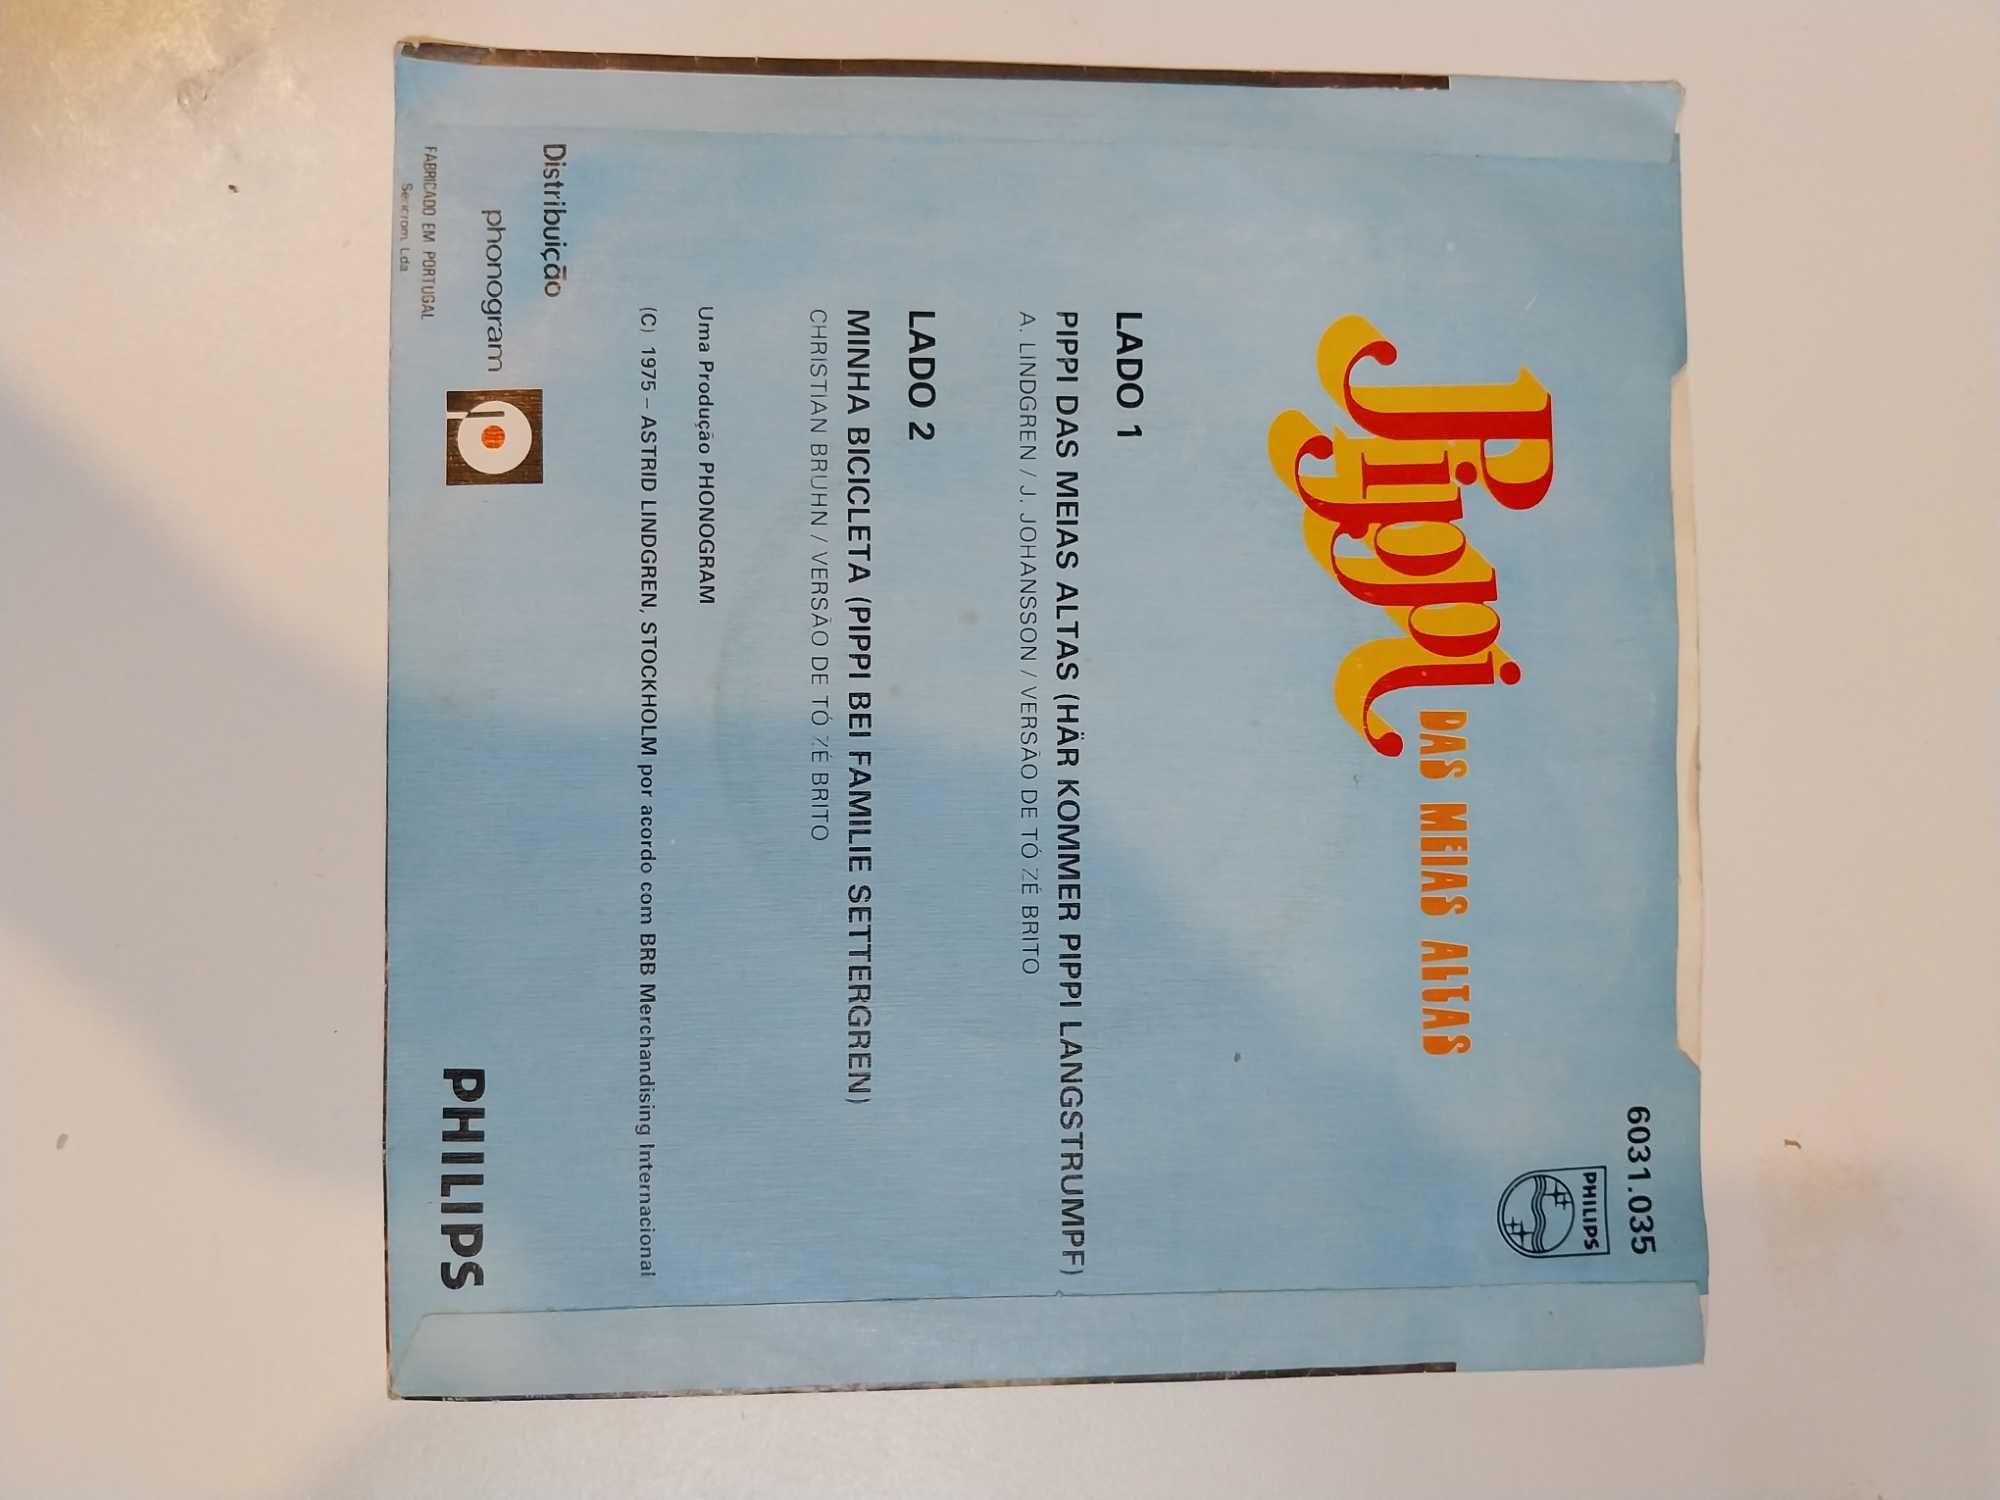 6031.035
PHILIPS
Pippi DAS MEIAS ALTAS
LADO 1
PIPPI DAS MEIAS ALTAS (HÄR KOMMER PIPPI LANGSTRUMPF)
A. LINDGREN / J. JOHANSSON / VERSÃO DE TÓ ZÉ BRITO
LADO 2
MINHA BICICLETA (PIPPI BEI FAMILIE SETTERGREN)
CHRISTIAN BRUHN / VERSÃO DE TÓ ZÉ BRITO
Uma Produção PHONOGRAM
(C) 1975 – ASTRID LINDGREN, STOCKHOLM por acordo com BRB Merchandising Internacional
Distribuição
phonogram
PHILIPS
FABRICADO EM PORTUGAL
Sericrom, Lda